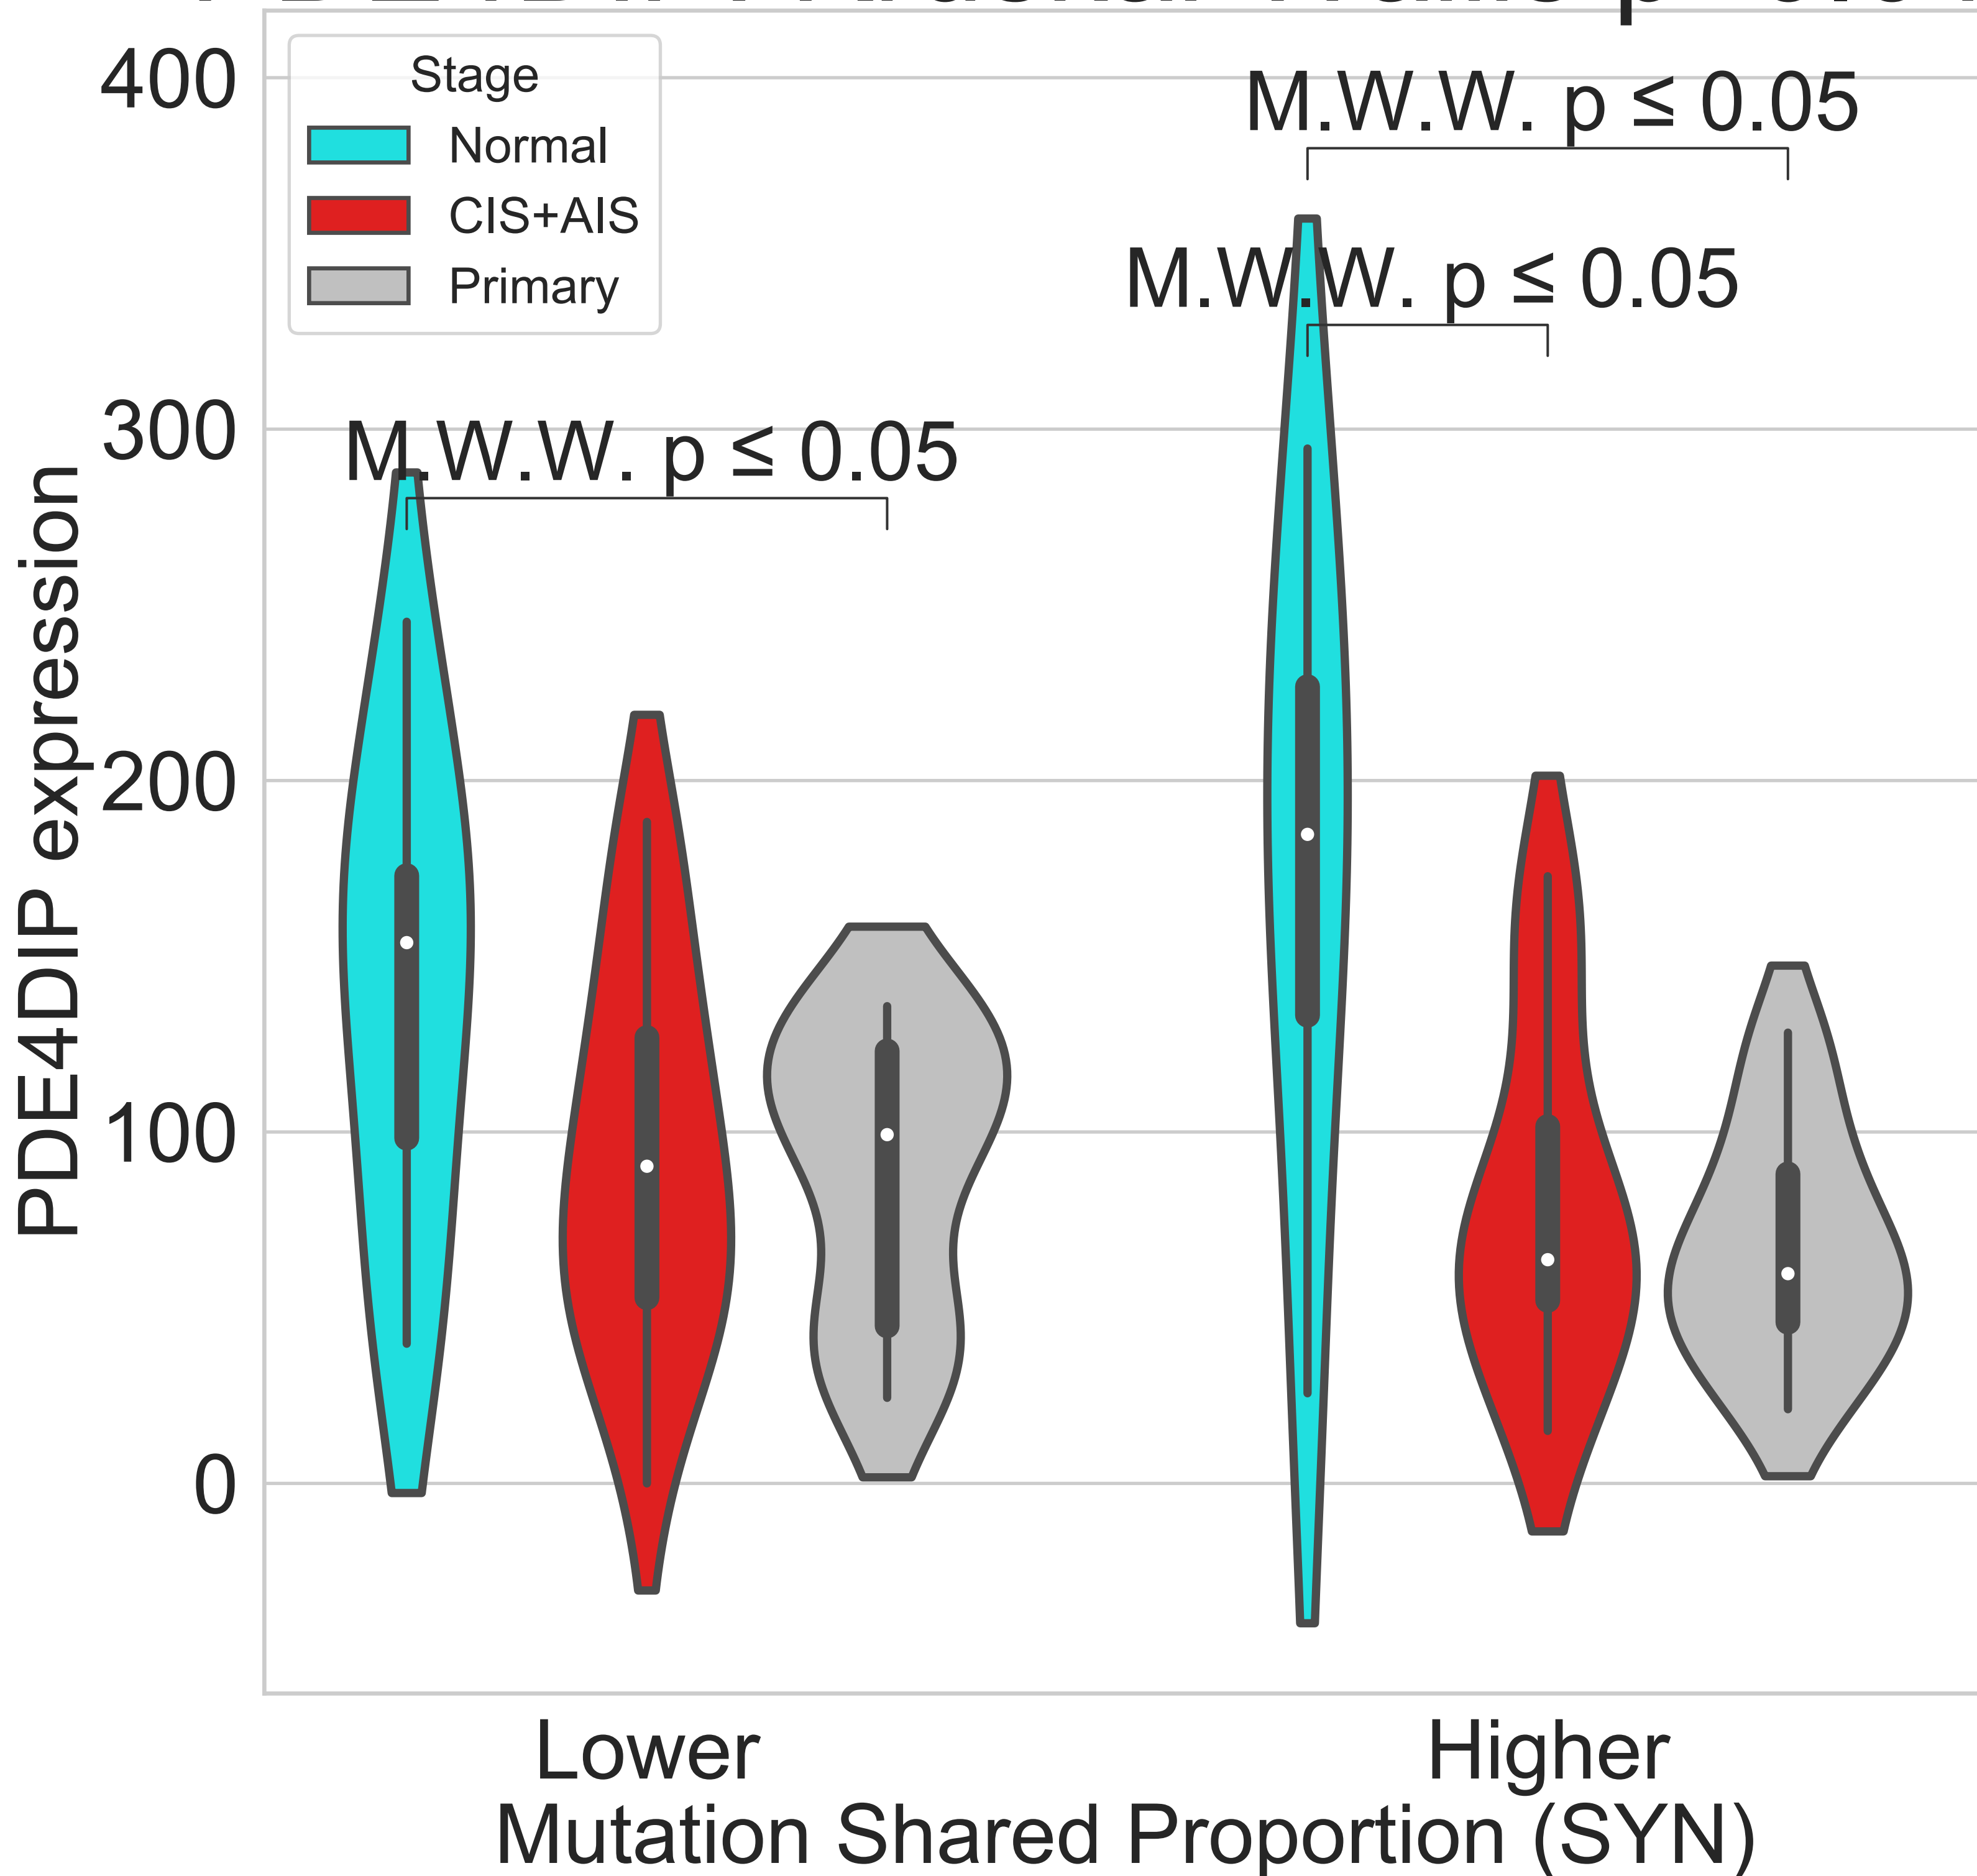 400
Stage
Normal
CIS+AIS
Primary
M.W.W. p ≤ 0.05
M.W.W. p ≤ 0.05
300
M.W.W. p ≤ 0.05
200
100
0
PDE4DIP expression
Lower
Higher
Mutation Shared Proportion (SYN)